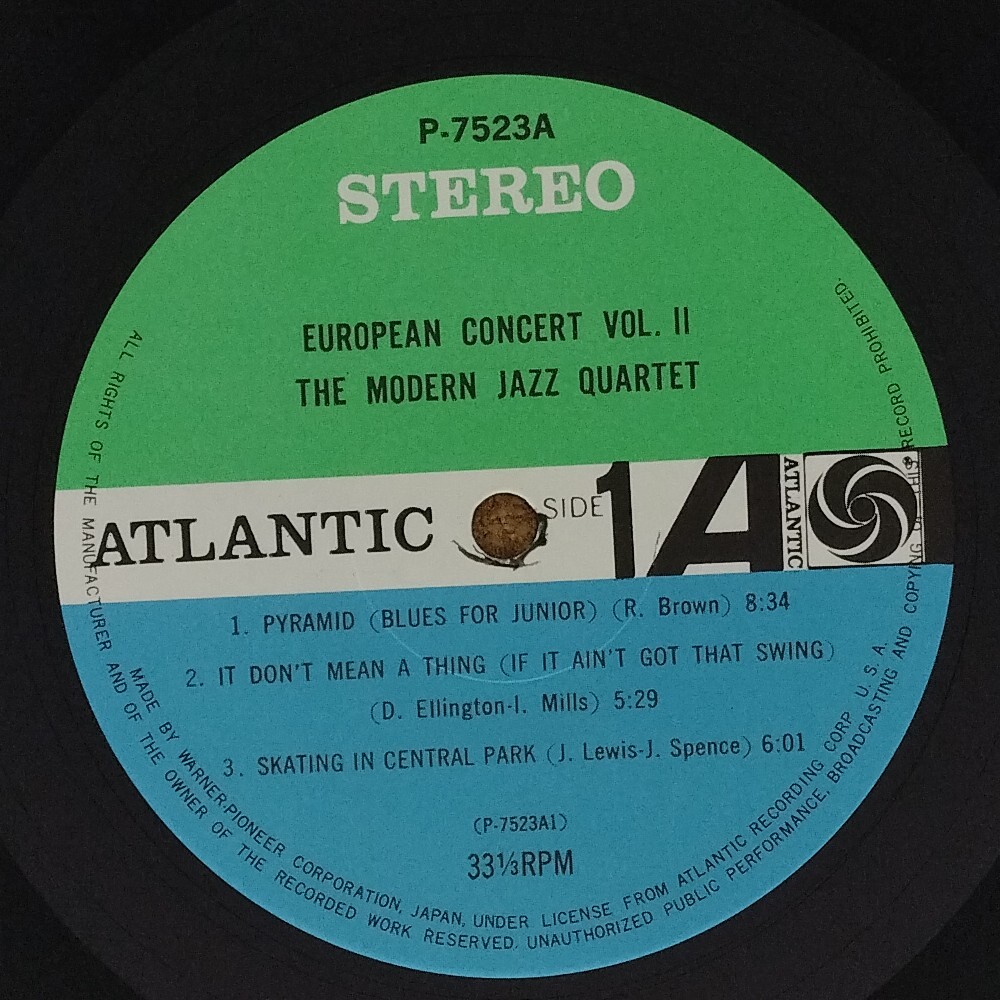 P-7523A
STEREO
EUROPEAN CONCERT VOL. II
THE MODERN JAZZ QUARTET
ATLANTIC
SIDE 1
A
ATLANTIC
1. PYRAMID (BLUES FOR JUNIOR) (R. Brown) 8:34
2. IT DON'T MEAN A THING (IF IT AIN'T GOT THAT SWING)
(D. Ellington-I. Mills) 5:29
3. SKATING IN CENTRAL PARK (J. Lewis-J. Spence) 6:01
(P-7523A1)
33⅓RPM
MADE BY WARNER-PIONEER CORPORATION, JAPAN, UNDER LICENSE FROM ATLANTIC RECORDING CORP. U. S. A.
ALL RIGHTS OF THE MANUFACTURER AND OF THE OWNER OF THE RECORDED WORK RESERVED. UNAUTHORIZED PUBLIC PERFORMANCE, BROADCASTING AND COPYING OF THIS RECORD PROHIBITED.